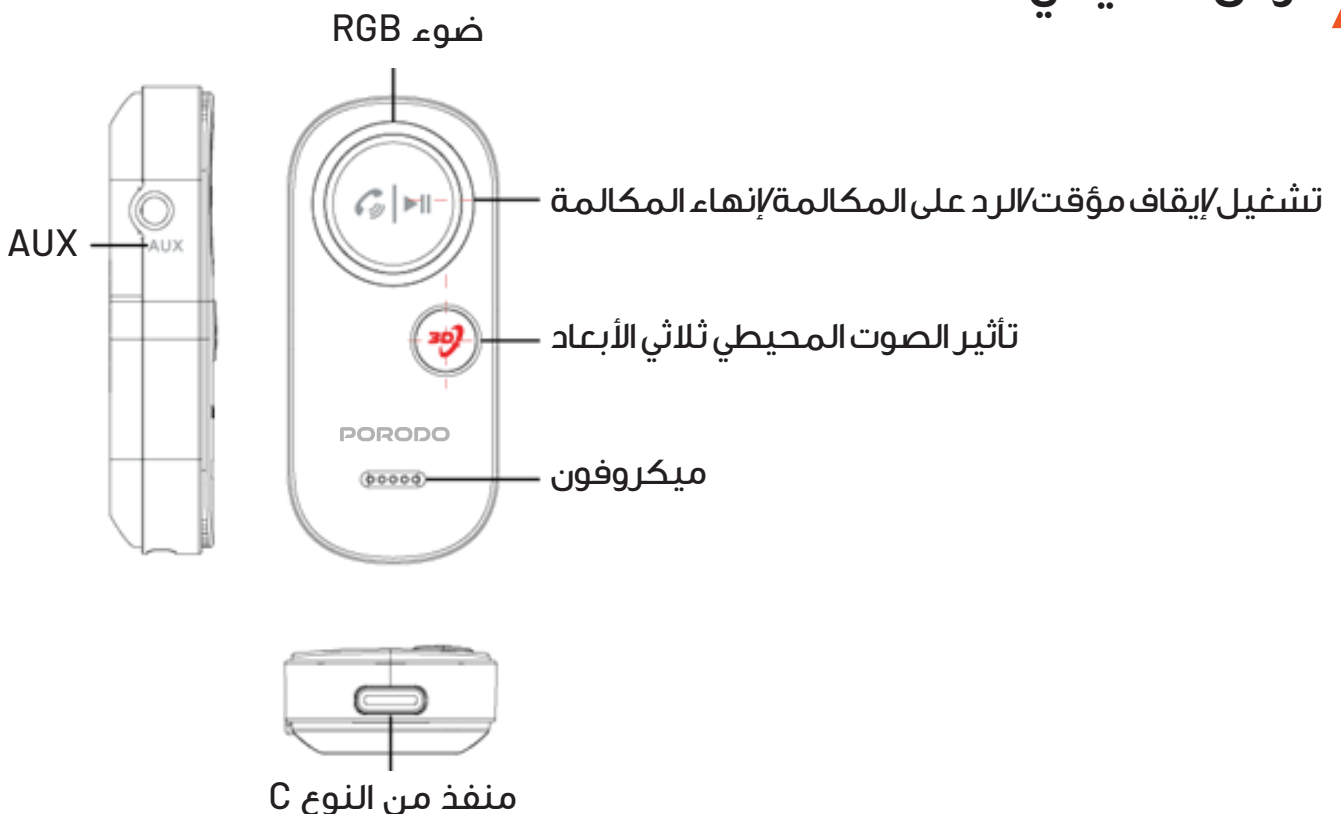 ضوء RGB
تشغيل/إيقاف مؤقت/الرد على المكالمة/إنهاء المكالمة
AUX
AUX
3D
تأثير الصوت المحيطي ثلاثي الأبعاد
PORODO
ميكروفون
منفذ من النوع C